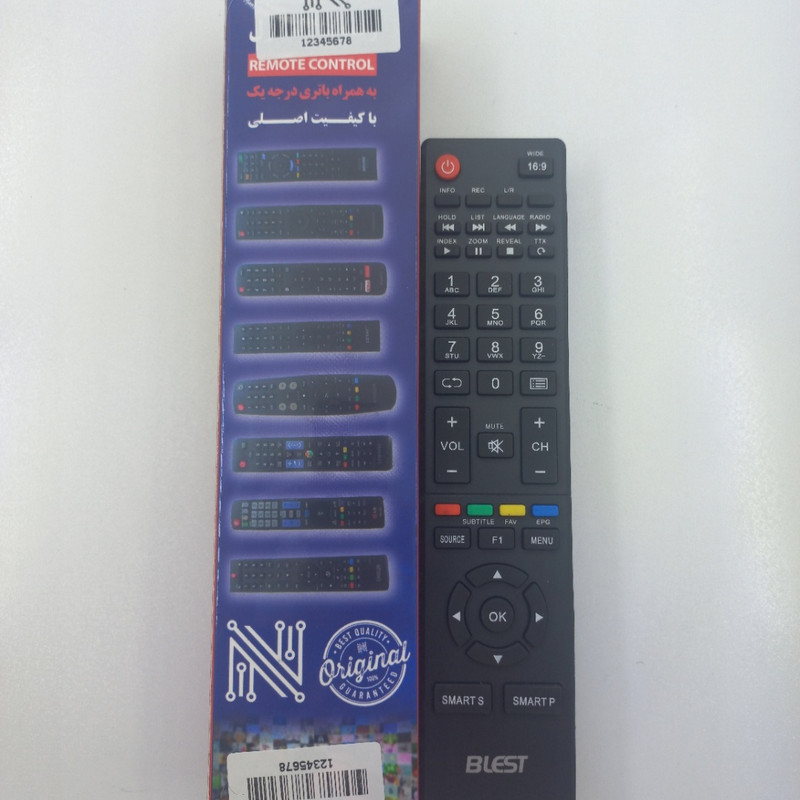 12345678
REMOTE CONTROL
به همراه باتری درجه یک
با کیفیت اصلی
BEST QUALITY
Original
100%
GUARANTEED
12345678
WIDE
16:9
INFO REC L/R
HOLD LIST LANGUAGE RADIO
INDEX ZOOM REVEAL TTX
1 2 3
ABC DEF GHI
4 5 6
JKL MNO PQR
7 8 9
STU VWX YZ-
0
+ MUTE +
VOL CH
- -
SUBTITLE FAV EPG
SOURCE F1 MENU
OK
SMART S SMART P
BLEST